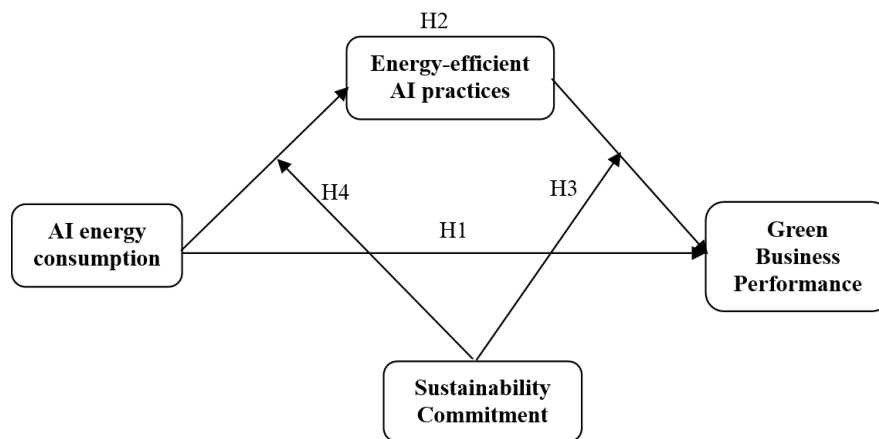 H2
Energy-efficient
AI practices
H4
H3
AI energy
consumption
H1
Green
Business
Performance
Sustainability
Commitment